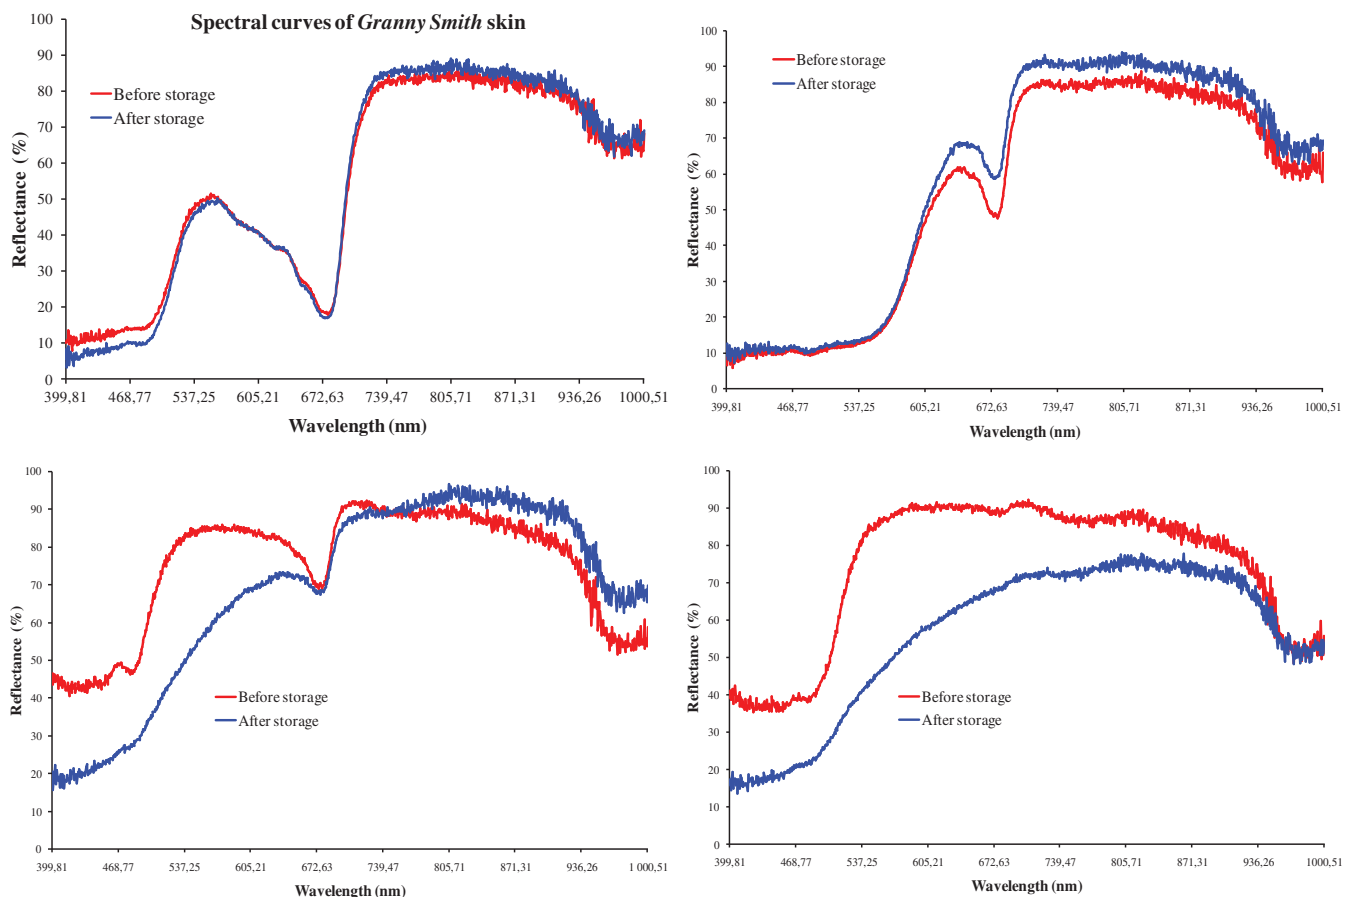 Spectral curves of Granny Smith skin
100
90
80
70
60
50
40
30
20
10
0
Reflectance (%)
Before storage
After storage
399,81 468,77 537,25 605,21 672,63 739,47 805,71 871,31 936,26 1000,51
Wavelength (nm)
100
90
80
70
60
50
40
30
20
10
0
Reflectance (%)
Before storage
After storage
399,81 468,77 537,25 605,21 672,63 739,47 805,71 871,31 936,26 1000,51
Wavelength (nm)
100
90
80
70
60
50
40
30
20
10
0
Reflectance (%)
Before storage
After storage
399,81 468,77 537,25 605,21 672,63 739,47 805,71 871,31 936,26 1 000,51
Wavelength (nm)
100
90
80
70
60
50
40
30
20
10
0
Reflectance (%)
Before storage
After storage
399,81 468,77 537,25 605,21 672,63 739,47 805,71 871,31 936,26 1000,51
Wavelength (nm)